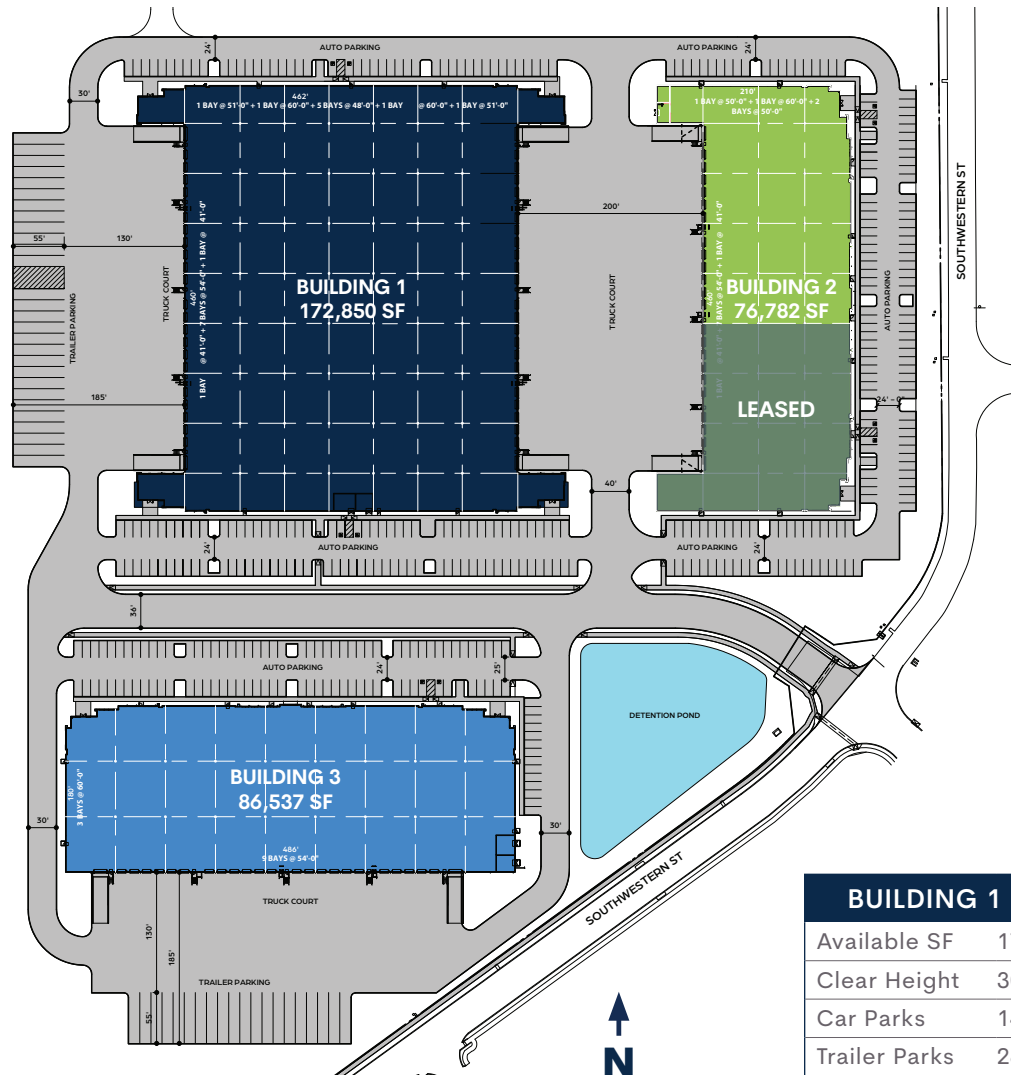 AUTO PARKING
AUTO PARKING
24'
24'
30'
462'
1 BAY @ 51'-0" + 1 BAY @ 60'-0" + 5 BAYS @ 48'-0" + 1 BAY @ 60'-0" + 1 BAY @ 51'-0"
210'
1 BAY @ 50'-0" + 1 BAY @ 60'-0" + 2
BAYS @ 50'-0"
SOUTHWESTERN ST
200'
55'
130'
TRUCK COURT
TRAILER PARKING
460'
1 BAY @ 41'-0" + 7 BAYS @ 54'-0" + 1 BAY @ 41'-0"
BUILDING 1
172,850 SF
TRUCK COURT
460'
BUILDING 2
76,782 SF
AUTO PARKING
185'
LEASED
24' - 0"
40'
24'
AUTO PARKING
AUTO PARKING
24'
36'
AUTO PARKING
24'
25'
DETENTION POND
BUILDING 3
86,537 SF
180'
3 BAYS @ 60'-0"
30'
30'
486'
9 BAYS @ 54'-0"
TRUCK COURT
SOUTHWESTERN ST
130'
185'
TRAILER PARKING
55'
N
BUILDING 1
Available SF
Clear Height
Car Parks
Trailer Parks